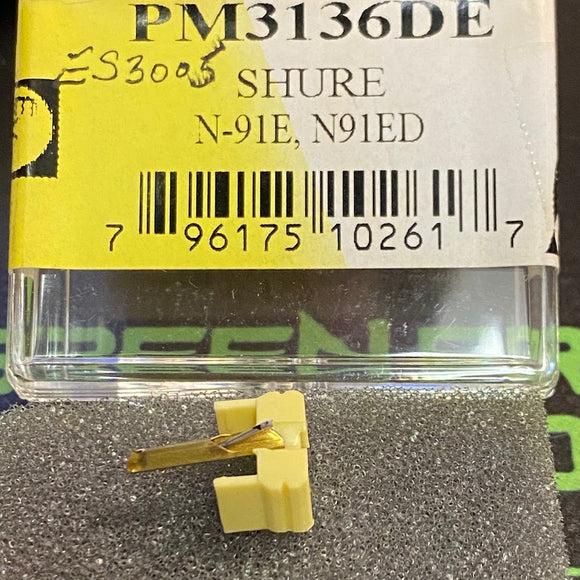 PM3136DE
ES3005
SHURE
N-91E, N91ED
7 96175 10261 7